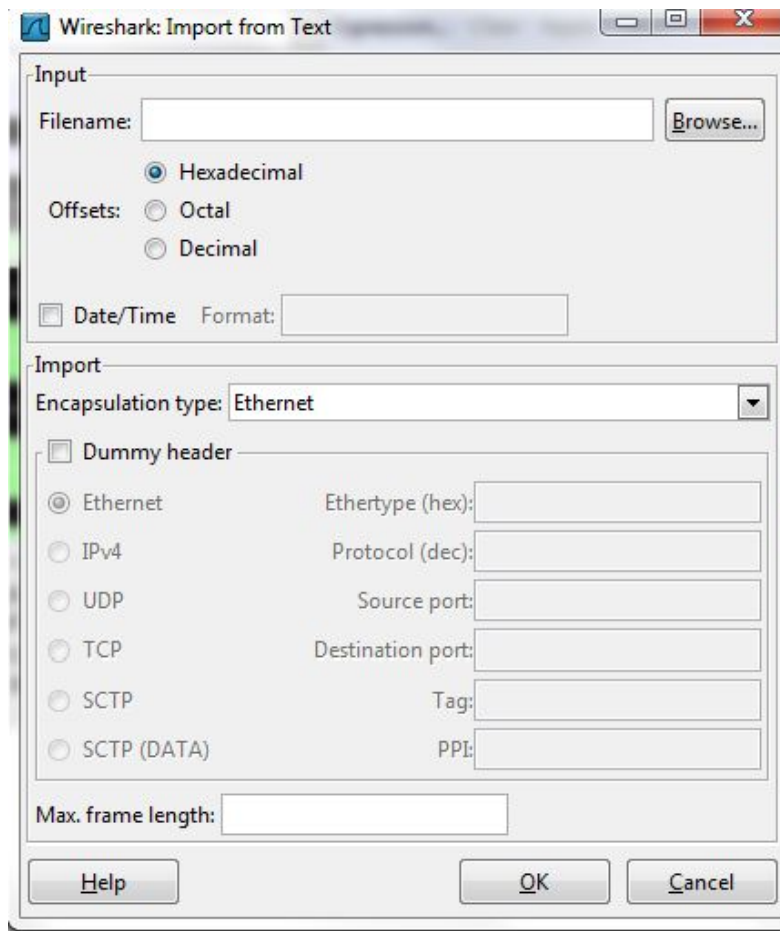 Wireshark: Import from Text
Input
Filename: Browse...
Hexadecimal
Offsets: Octal
Decimal
Date/Time Format:
Import
Encapsulation type: Ethernet
Dummy header
Ethernet Ethertype (hex):
IPv4 Protocol (dec):
UDP Source port:
TCP Destination port:
SCTP Tag:
SCTP (DATA) PPI:
Max. frame length:
Help OK Cancel